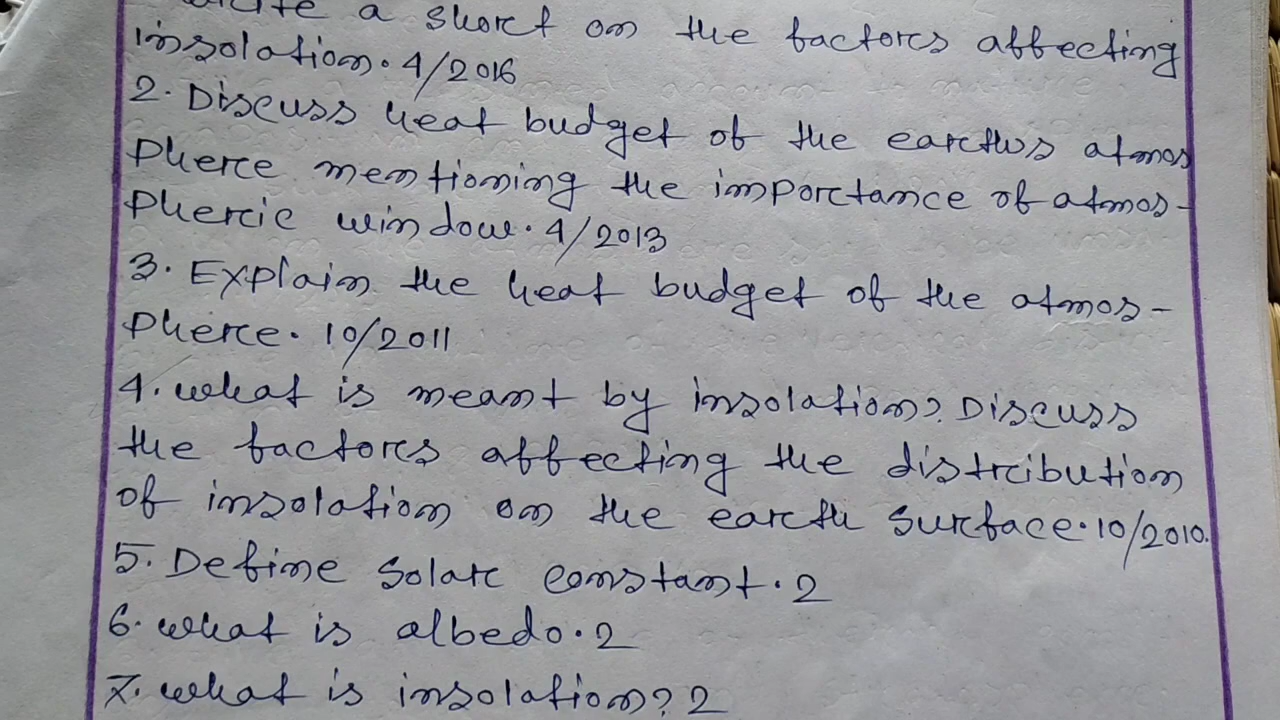 write a short on the factors affecting
insolation. 4/2016
2. Discuss heat budget of the earth's atmos
phere mentioning the importance of atmos-
pheric window. 4/2013
3. Explain the heat budget of the atmos-
phere. 10/2011
4. what is meant by insolation? Discuss
the factors affecting the distribution
of insolation on the earth surface. 10/2010.
5. Define solar constant. 2
6. what is albedo. 2
7. what is insolation? 2